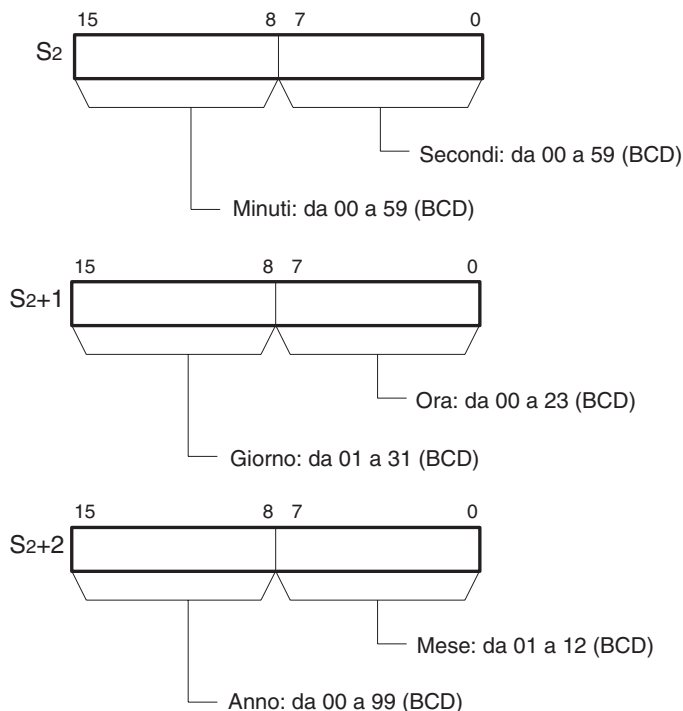 15 8 7 0
S2
Secondi: da 00 a 59 (BCD)
Minuti: da 00 a 59 (BCD)
15 8 7 0
S2+1
Ora: da 00 a 23 (BCD)
Giorno: da 01 a 31 (BCD)
15 8 7 0
S2+2
Mese: da 01 a 12 (BCD)
Anno: da 00 a 99 (BCD)